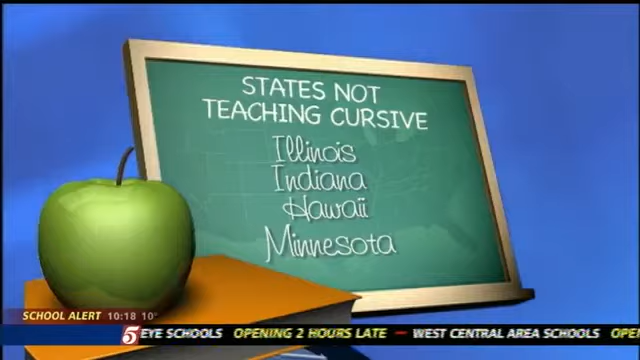 STATES NOT
TEACHING CURSIVE
Illinois
Indiana
Hawaii
Minnesota
SCHOOL ALERT 10:18 10°
5 EYE SCHOOLS OPENING 2 HOURS LATE — WEST CENTRAL AREA SCHOOLS OPE